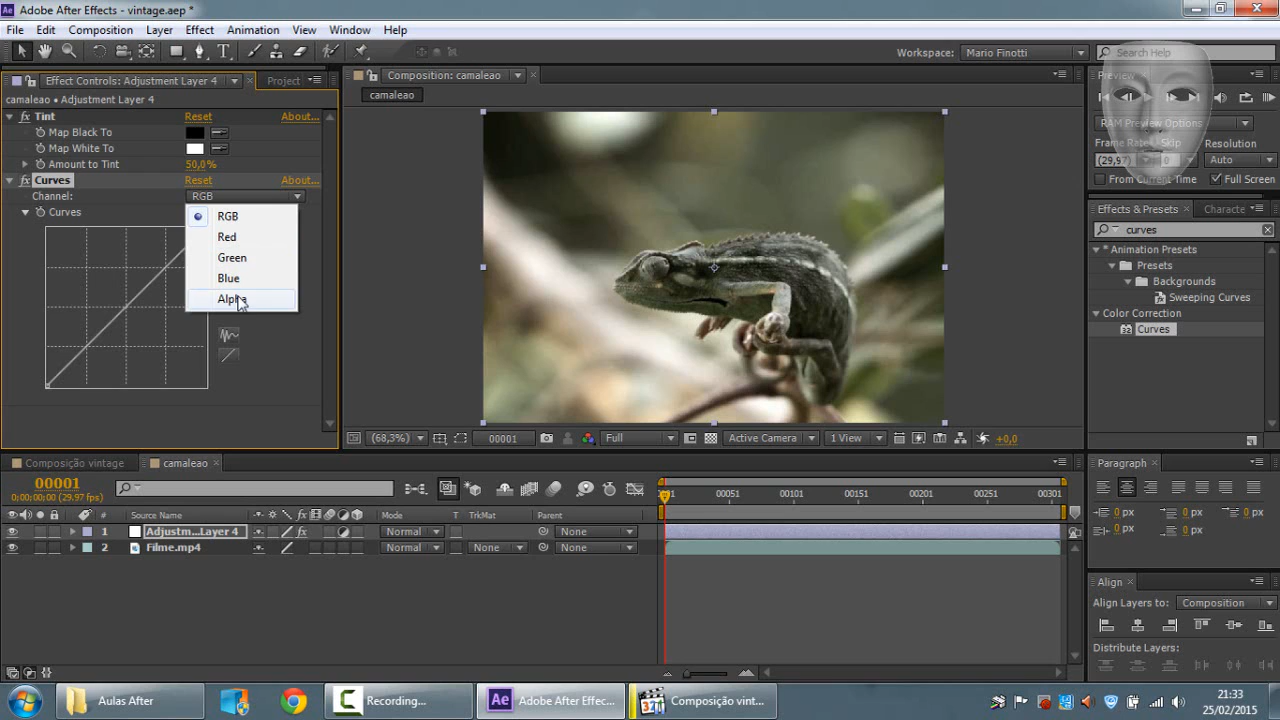 Adobe After Effects - vintage.aep *
File Edit Composition Layer Effect Animation View Window Help
Workspace: Mario Finotti Search Help
Effect Controls: Adjustment Layer 4 Project
camaleao • Adjustment Layer 4
fx Tint Reset About...
Map Black To
Map White To
Amount to Tint 50,0%
fx Curves Reset About...
Channel: RGB
Curves
RGB
Red
Green
Blue
Alpha
Composition: camaleao
camaleao
(68,3%) 00001 Full Active Camera 1 View +0,0
Preview
RAM Preview Options
Frame Rate Skip Resolution
(29,97) 0 Auto
From Current Time Full Screen
Effects & Presets Characte
curves
* Animation Presets
Presets
Backgrounds
Sweeping Curves
Color Correction
Curves
Composição vintage camaleao
00001
0;00;00;00 (29.97 fps)
00051 00101 00151 00201 00251 00301
# Source Name Mode T TrkMat Parent
1 Adjustm...Layer 4 Normal None
2 Filme.mp4 Normal None None
Paragraph
0 px 0 px 0 px
0 px 0 px
Align
Align Layers to: Composition
Distribute Layers:
Aulas After Recording... Adobe After Effec... Composição vint...
21:33
25/02/2015